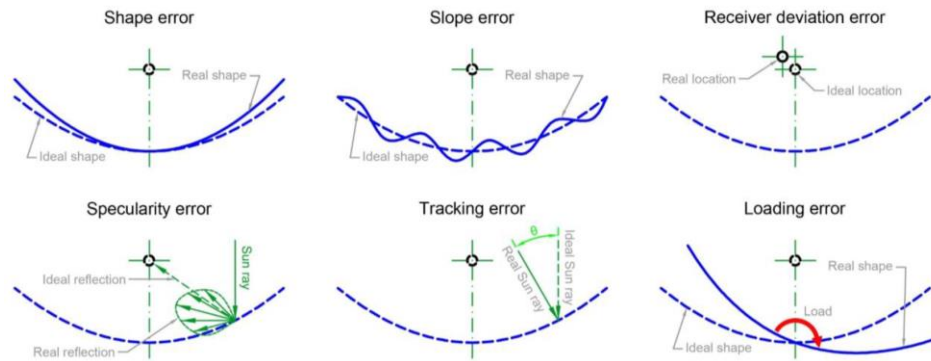 Shape error
Slope error
Receiver deviation error
Real shape
Ideal shape
Real shape
Ideal shape
Real location
Ideal location
Specularity error
Tracking error
Loading error
Ideal reflection
Sun ray
Real reflection
θ
Real Sun ray
Ideal Sun ray
Real shape
Load
Ideal shape